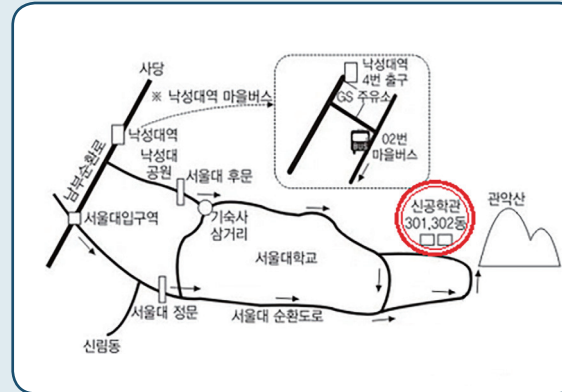 사당
※ 낙성대역 마을버스
낙성대역
4번 출구
GS 주유소
BUS
02번
마을버스
낙성대역
남부순환로
낙성대
공원
서울대 후문
서울대입구역
기숙사
삼거리
서울대학교
신공학관
301,302동
관악산
서울대 정문
서울대 순환도로
신림동